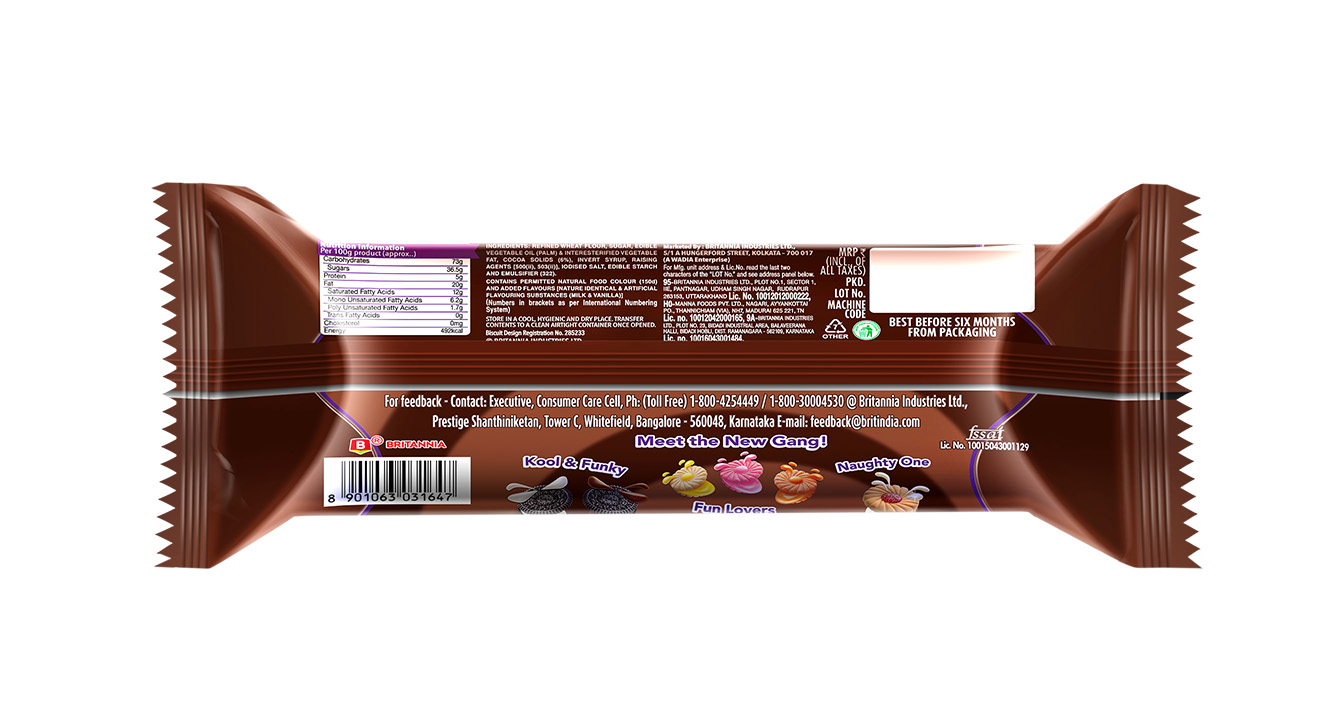 Nutrition Information
Per 100g product (approx..)
Carbohydrates 73g
Sugars 36.5g
Protein 5g
Fat 20g
Saturated Fatty Acids 12g
Mono Unsaturated Fatty Acids 6.2g
Poly Unsaturated Fatty Acids 1.7g
Trans Fatty Acids 0g
Cholesterol 0mg
Energy 492kcal
INGREDIENTS: REFINED WHEAT FLOUR, SUGAR, EDIBLE
VEGETABLE OIL (PALM) & INTERESTERIFIED VEGETABLE
FAT, COCOA SOLIDS (6%), INVERT SYRUP, RAISING
AGENTS [500(ii), 503(ii)], IODISED SALT, EDIBLE STARCH
AND EMULSIFIER (322).
CONTAINS PERMITTED NATURAL FOOD COLOUR (150d)
AND ADDED FLAVOURS [NATURE IDENTICAL & ARTIFICIAL
FLAVOURING SUBSTANCES (MILK & VANILLA)]
(Numbers in brackets as per International Numbering
System)
STORE IN A COOL, HYGIENIC AND DRY PLACE. TRANSFER
CONTENTS TO A CLEAN AIRTIGHT CONTAINER ONCE OPENED.
Biscuit Design Registration No. 285233
© BRITANNIA INDUSTRIES LTD
Marketed By : BRITANNIA INDUSTRIES LTD.,
5/1 A HUNGERFORD STREET, KOLKATA - 700 017
(A WADIA Enterprise)
For Mfg. unit address & Lic.No. read the last two
characters of the "LOT No." and see address panel below.
95-BRITANNIA INDUSTRIES LTD., PLOT NO.1, SECTOR 1,
IIE, PANTNAGAR, UDHAM SINGH NAGAR, RUDRAPUR
263153, UTTARAKHAND Lic. No. 10012012000222,
HG-MANNA FOODS PVT. LTD., NAGARI, AYYANKOTTAI
PO., THANNICHIAM (VIA), NH7, MADURAI 625 221, TN
Lic. no. 10012042000165, 9A-BRITANNIA INDUSTRIES
LTD., PLOT NO. 23, BIDADI INDUSTRIAL AREA, BALAVEERANA
HALLI, BIDADI HOBLI, DIST. RAMANAGARA - 562109, KARNATAKA
Lic. no. 10016043001484.
MRP ₹
(INCL. OF
ALL TAXES)
PKD.
LOT No.
MACHINE
CODE
7
OTHER
BEST BEFORE SIX MONTHS
FROM PACKAGING
For feedback - Contact: Executive, Consumer Care Cell, Ph: (Toll Free) 1-800-4254449 / 1-800-30004530 @ Britannia Industries Ltd.,
Prestige Shanthiniketan, Tower C, Whitefield, Bangalore - 560048, Karnataka E-mail: feedback@britindia.com
B ® BRITANNIA
8 901063 031647
Meet the New Gang!
Kool & Funky
Fun Lovers
Naughty One
fssai
Lic. No. 10015043001129